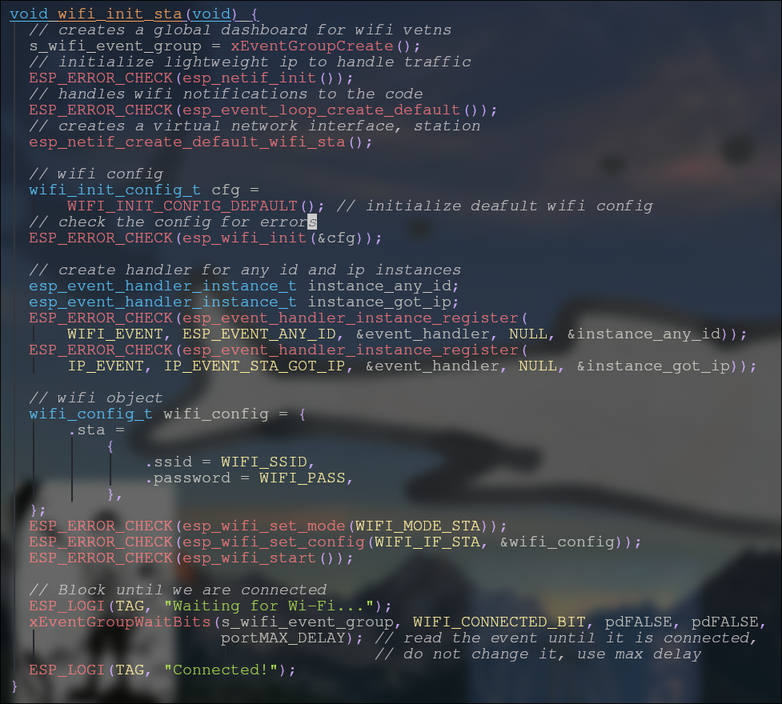 void wifi_init_sta(void) {
// creates a global dashboard for wifi vetns
s_wifi_event_group = xEventGroupCreate();
// initialize lightweight ip to handle traffic
ESP_ERROR_CHECK(esp_netif_init());
// handles wifi notifications to the code
ESP_ERROR_CHECK(esp_event_loop_create_default());
// creates a virtual network interface, station
esp_netif_create_default_wifi_sta();
// wifi config
wifi_init_config_t cfg =
WIFI_INIT_CONFIG_DEFAULT(); // initialize deafult wifi config
// check the config for errors
ESP_ERROR_CHECK(esp_wifi_init(&cfg));
// create handler for any id and ip instances
esp_event_handler_instance_t instance_any_id;
esp_event_handler_instance_t instance_got_ip;
ESP_ERROR_CHECK(esp_event_handler_instance_register(
WIFI_EVENT, ESP_EVENT_ANY_ID, &event_handler, NULL, &instance_any_id));
ESP_ERROR_CHECK(esp_event_handler_instance_register(
IP_EVENT, IP_EVENT_STA_GOT_IP, &event_handler, NULL, &instance_got_ip));
// wifi object
wifi_config_t wifi_config = {
.sta =
{
.ssid = WIFI_SSID,
.password = WIFI_PASS,
},
};
ESP_ERROR_CHECK(esp_wifi_set_mode(WIFI_MODE_STA));
ESP_ERROR_CHECK(esp_wifi_set_config(WIFI_IF_STA, &wifi_config));
ESP_ERROR_CHECK(esp_wifi_start());
// Block until we are connected
ESP_LOGI(TAG, "Waiting for Wi-Fi...");
xEventGroupWaitBits(s_wifi_event_group, WIFI_CONNECTED_BIT, pdFALSE, pdFALSE,
portMAX_DELAY); // read the event until it is connected,
// do not change it, use max delay
ESP_LOGI(TAG, "Connected!");
}